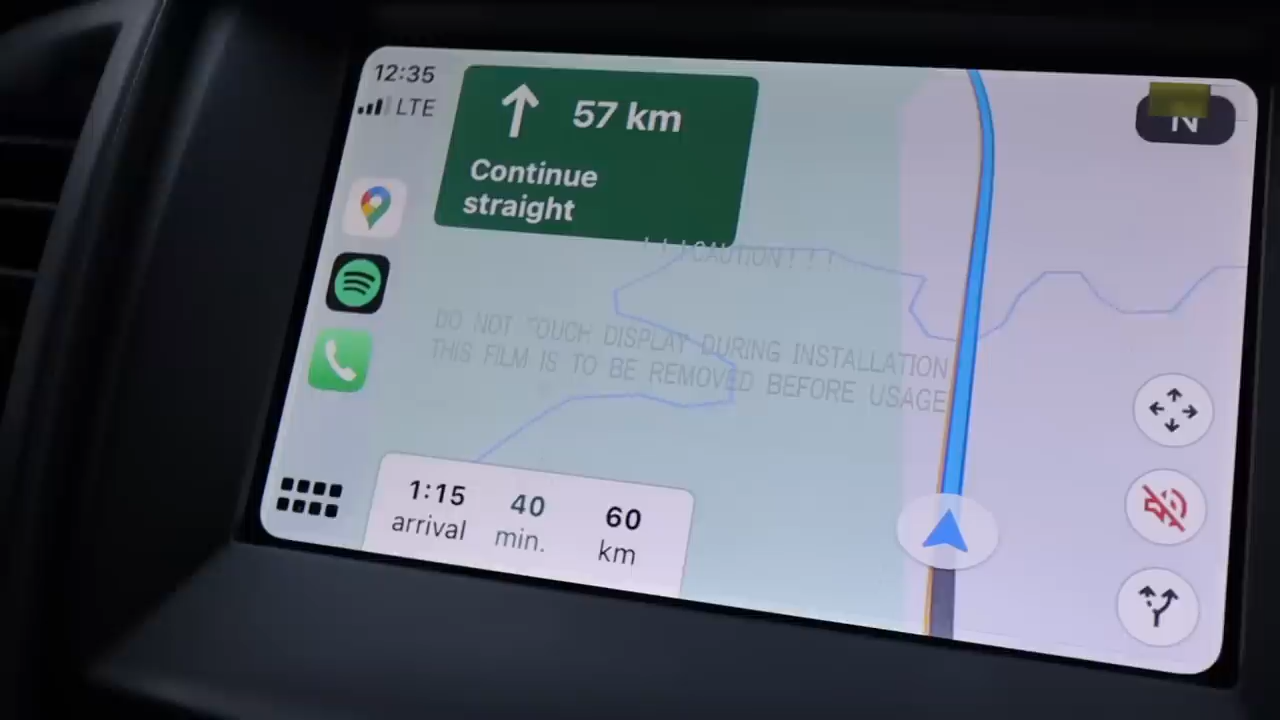 12:35
LTE
57 km
Continue
straight
N
! ! ! CAUTION ! ! !
DO NOT TOUCH DISPLAY DURING INSTALLATION
THIS FILM IS TO BE REMOVED BEFORE USAGE
1:15 40 60
arrival min. km